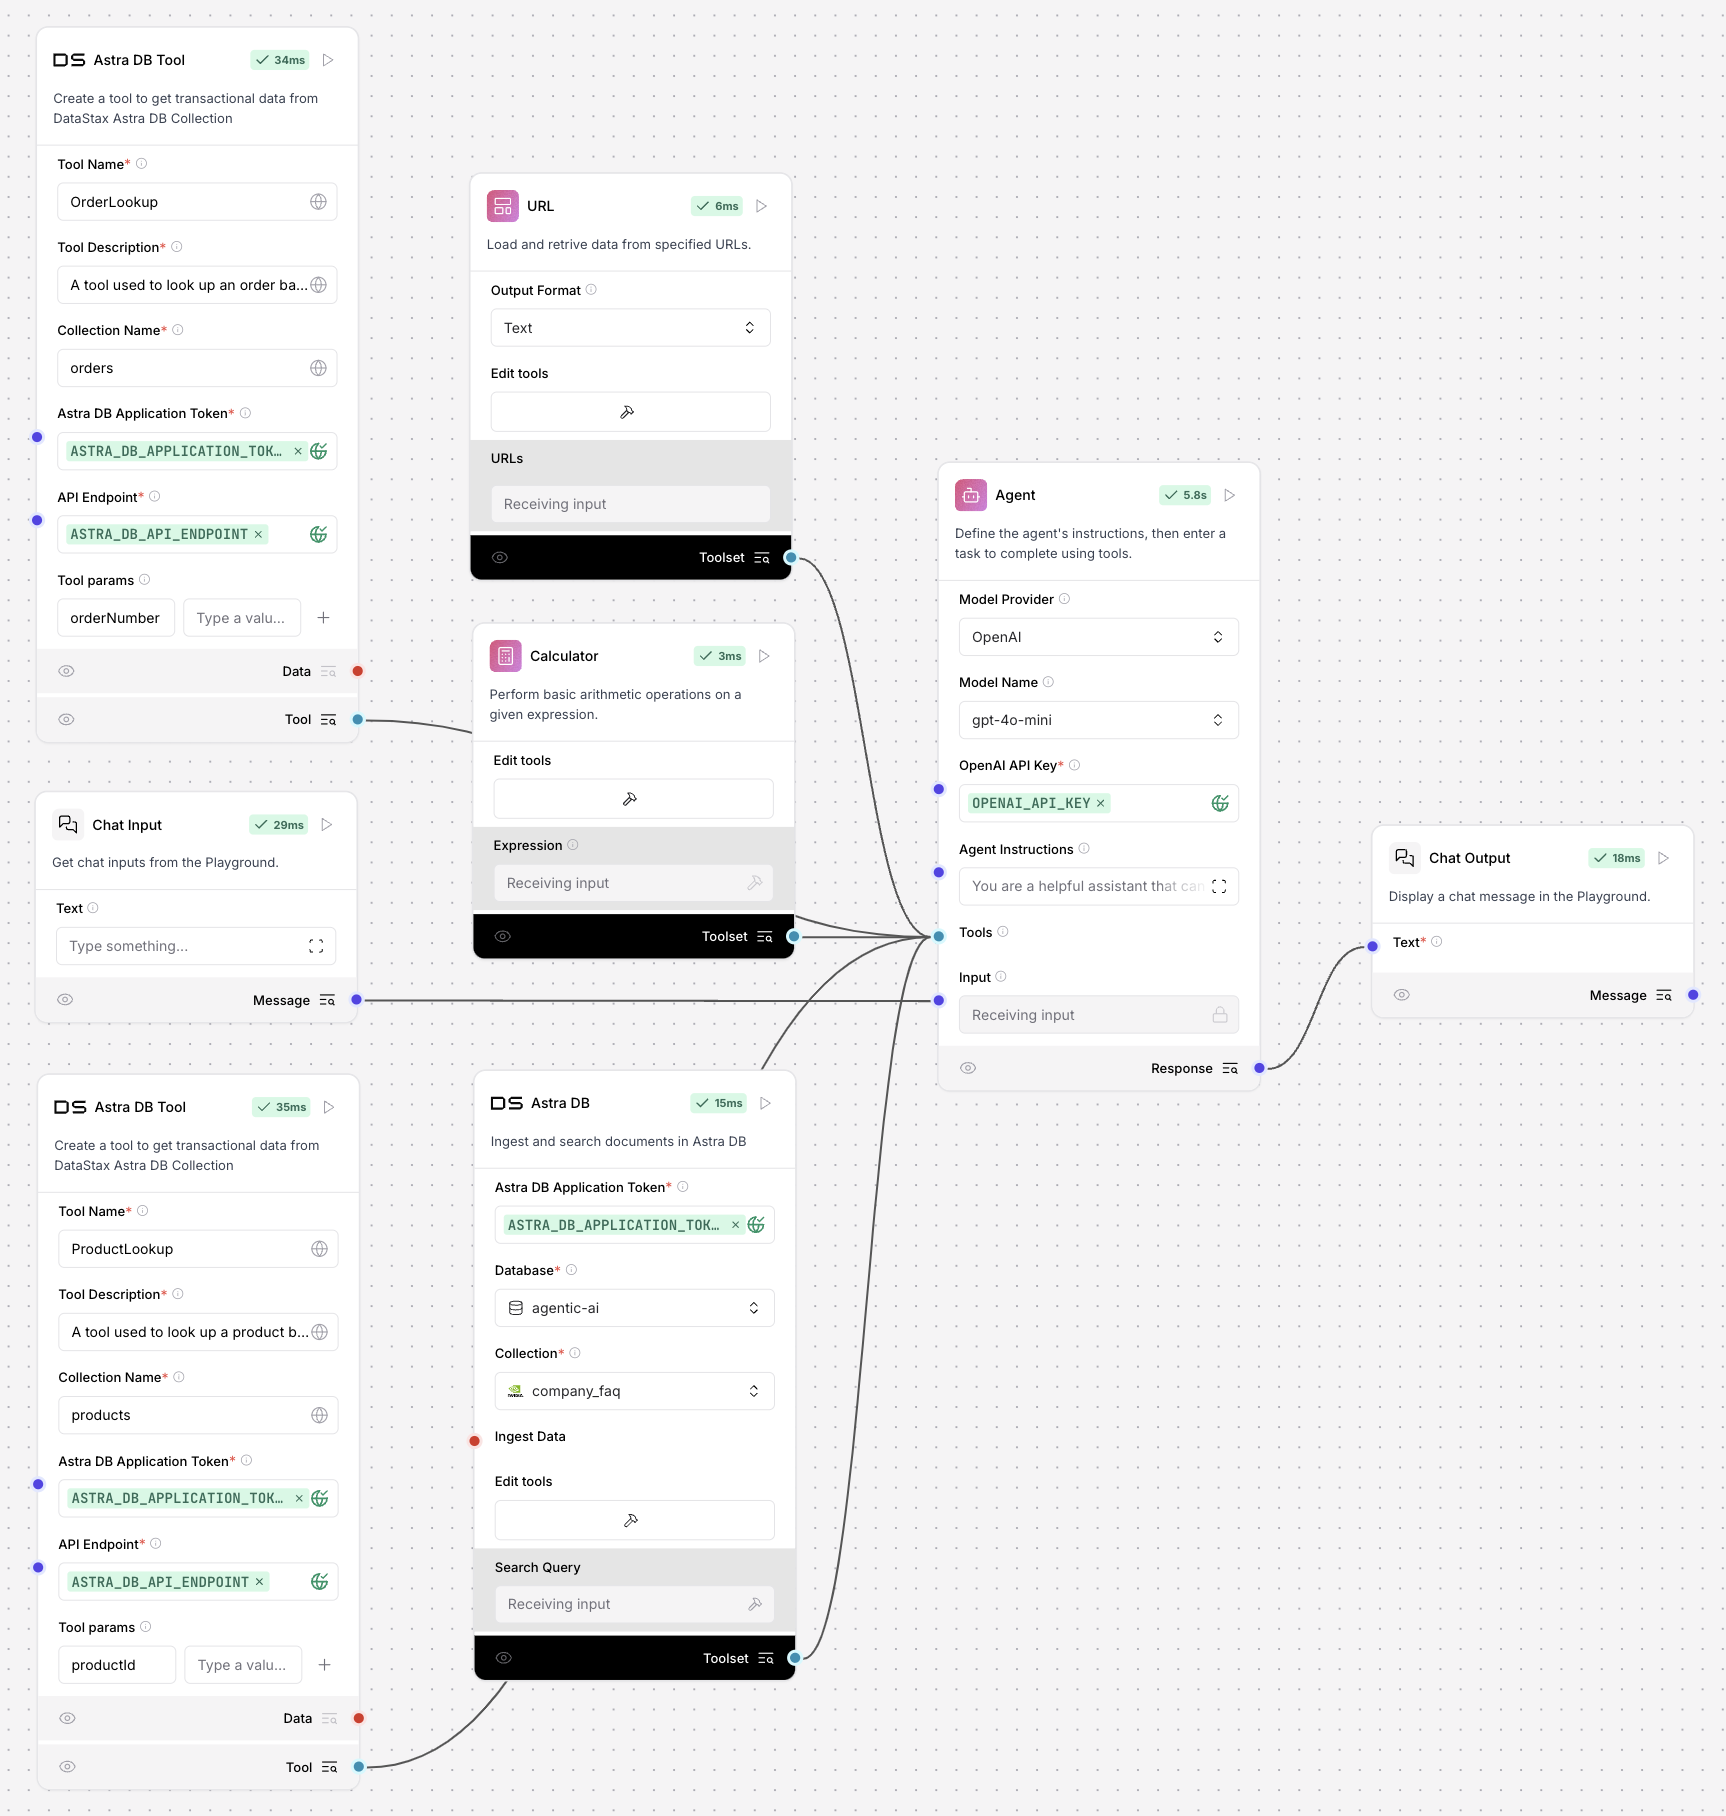 DS Astra DB Tool
34ms
Create a tool to get transactional data from
DataStax Astra DB Collection
Tool Name*
OrderLookup
Tool Description*
A tool used to look up an order ba...
Collection Name*
orders
Astra DB Application Token*
ASTRA_DB_APPLICATION_TOK…
API Endpoint*
ASTRA_DB_API_ENDPOINT
Tool params
orderNumber
Type a valu...
Data
Tool
Chat Input
29ms
Get chat inputs from the Playground.
Text
Type something...
Message
DS Astra DB Tool
35ms
Create a tool to get transactional data from
DataStax Astra DB Collection
Tool Name*
ProductLookup
Tool Description*
A tool used to look up a product b...
Collection Name*
products
Astra DB Application Token*
ASTRA_DB_APPLICATION_TOK…
API Endpoint*
ASTRA_DB_API_ENDPOINT
Tool params
productId
Type a valu...
Data
Tool
URL
6ms
Load and retrive data from specified URLs.
Output Format
Text
Edit tools
URLs
Receiving input
Toolset
Calculator
3ms
Perform basic arithmetic operations on a
given expression.
Edit tools
Expression
Receiving input
Toolset
DS Astra DB
15ms
Ingest and search documents in Astra DB
Astra DB Application Token*
ASTRA_DB_APPLICATION_TOK…
Database*
agentic-ai
Collection*
company_faq
Ingest Data
Edit tools
Search Query
Receiving input
Toolset
Agent
5.8s
Define the agent's instructions, then enter a
task to complete using tools.
Model Provider
OpenAI
Model Name
gpt-4o-mini
OpenAI API Key*
OPENAI_API_KEY
Agent Instructions
You are a helpful assistant that can
Tools
Input
Receiving input
Response
Chat Output
18ms
Display a chat message in the Playground.
Text*
Message